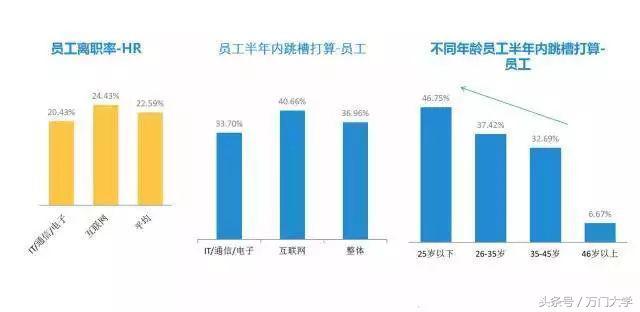 员工离职率-HR
20.43%
24.43%
22.59%
IT/通信/电子
互联网
平均
员工半年内跳槽打算-员工
33.70%
40.66%
36.96%
IT/通信/电子
互联网
整体
不同年龄员工半年内跳槽打算-
员工
46.75%
37.42%
32.69%
6.67%
25岁以下
26-35岁
35-45岁
46岁以上
头条号 / 万门大学